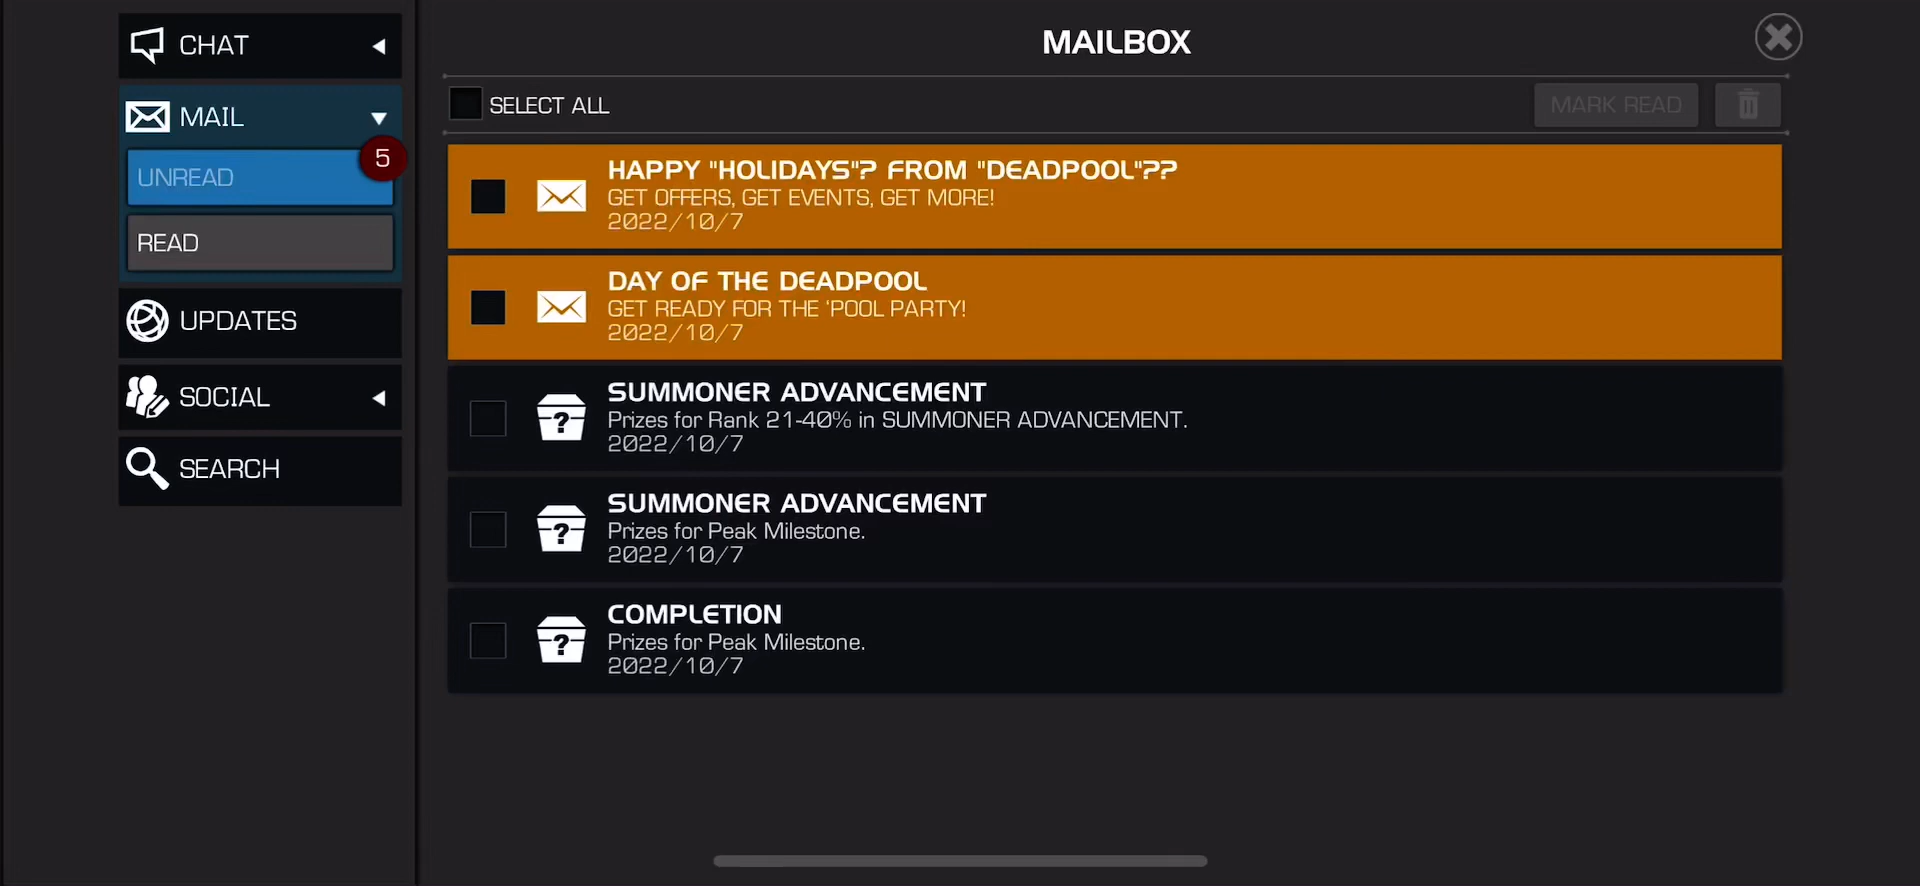 CHAT
MAIL
5
UNREAD
READ
UPDATES
SOCIAL
SEARCH
MAILBOX
SELECT ALL
MARK READ
HAPPY "HOLIDAYS"? FROM "DEADPOOL"??
GET OFFERS, GET EVENTS, GET MORE!
2022/10/7
DAY OF THE DEADPOOL
GET READY FOR THE 'POOL PARTY!
2022/10/7
SUMMONER ADVANCEMENT
Prizes for Rank 21-40% in SUMMONER ADVANCEMENT.
2022/10/7
SUMMONER ADVANCEMENT
Prizes for Peak Milestone.
2022/10/7
COMPLETION
Prizes for Peak Milestone.
2022/10/7